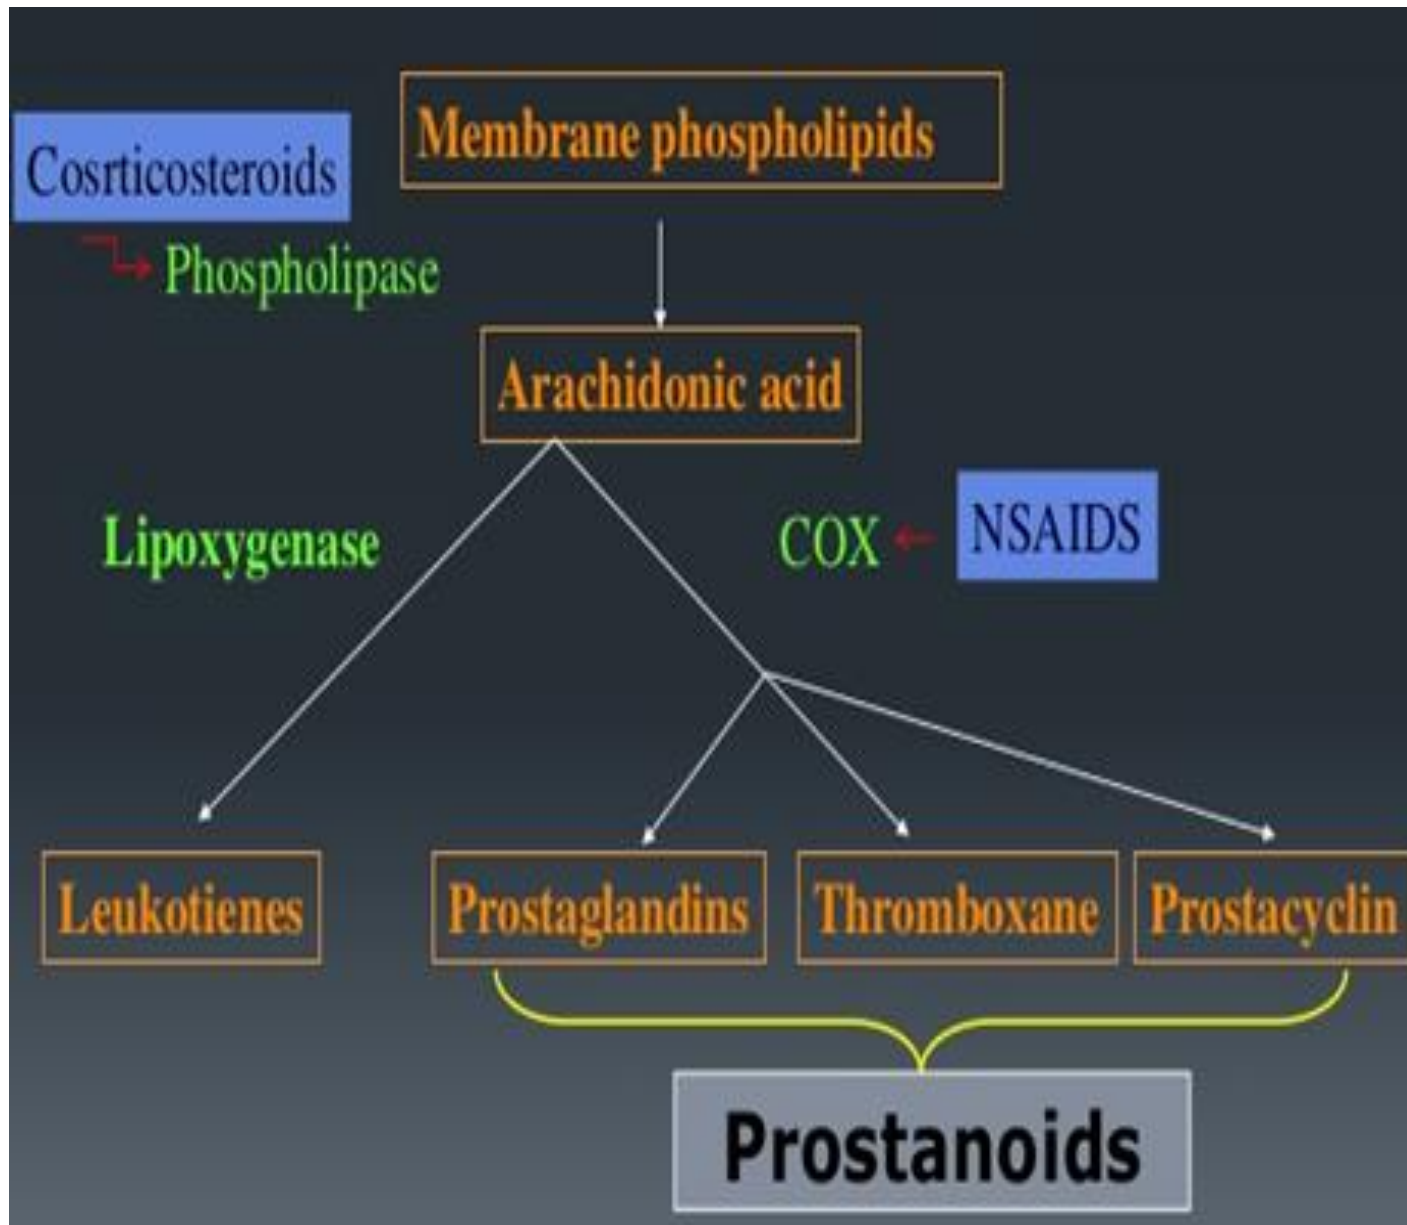 Membrane phospholipids
Cosrticosteroids
Phospholipase
Arachidonic acid
Lipoxygenase
COX
NSAIDS
Leukotienes
Prostaglandins
Thromboxane
Prostacyclin
Prostanoids